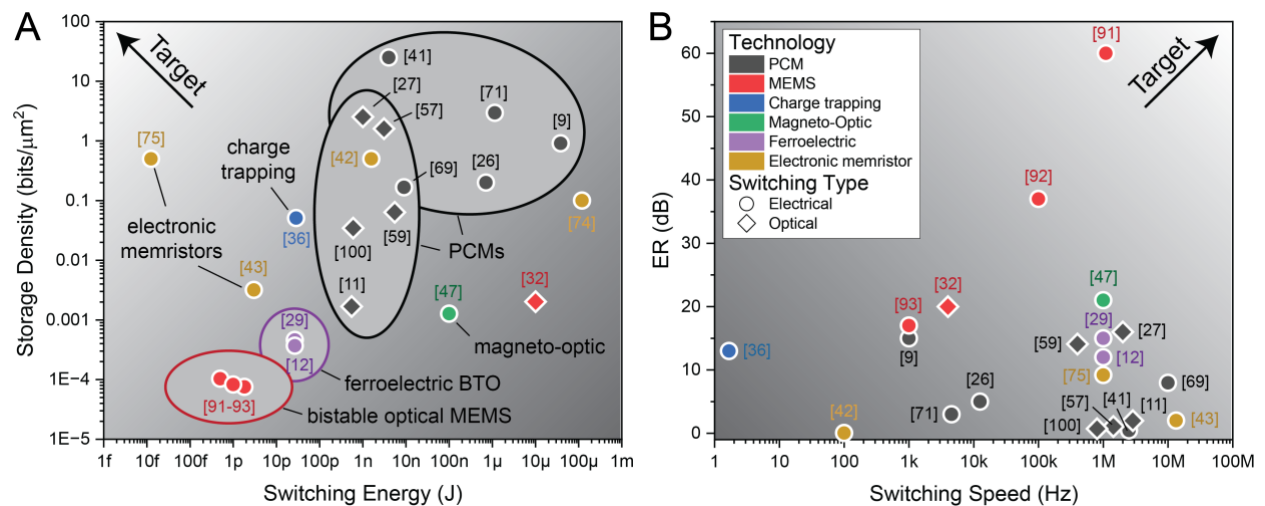 A
Target
Storage Density (bits/μm²)
100
10
1
0.1
0.01
0.001
1E−4
1E−5
[41]
[27]
[57]
[71]
[9]
[75]
[42]
charge
trapping
[69]
[26]
[36]
[74]
electronic
memristors
[59]
[100]
PCMs
[43]
[11]
[47]
[32]
[29]
magneto-optic
[12]
ferroelectric BTO
[91-93]
bistable optical MEMS
1f 10f 100f 1p 10p 100p 1n 10n 100n 1μ 10μ 100μ 1m
Switching Energy (J)
B
Target
ER (dB)
60
50
40
30
20
10
0
Technology
PCM
MEMS
Charge trapping
Magneto-Optic
Ferroelectric
Electronic memristor
Switching Type
Electrical
Optical
[91]
[92]
[47]
[32]
[93]
[29]
[27]
[59]
[9]
[36]
[12]
[75]
[69]
[26]
[71]
[57]
[41]
[11]
[42]
[100]
[43]
1 10 100 1k 10k 100k 1M 10M 100M
Switching Speed (Hz)